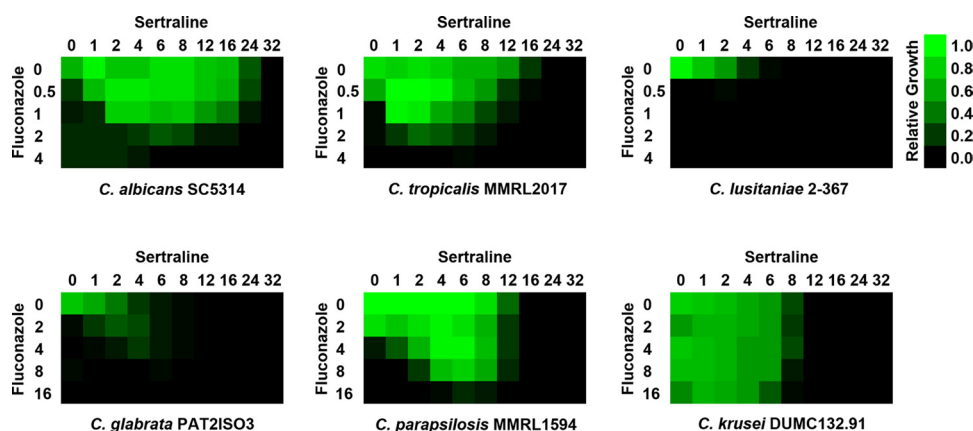 Sertraline Sertraline Sertraline
0 1 2 4 6 8 12 16 24 32 0 1 2 4 6 8 12 16 24 32 0 1 2 4 6 8 12 16 24 32
Fluconazole 0 0.5 1 2 4
Fluconazole 0 0.5 1 2 4
Fluconazole 0 0.5 1 2 4
Relative Growth 1.0 0.8 0.6 0.4 0.2 0.0
C. albicans SC5314 C. tropicalis MMRL2017 C. lusitaniae 2-367
Sertraline Sertraline Sertraline
0 1 2 4 6 8 12 16 24 32 0 1 2 4 6 8 12 16 24 32 0 1 2 4 6 8 12 16 24 32
Fluconazole 0 2 4 8 16
Fluconazole 0 2 4 8 16
Fluconazole 0 2 4 8 16
C. glabrata PAT2ISO3 C. parapsilosis MMRL1594 C. krusei DUMC132.91